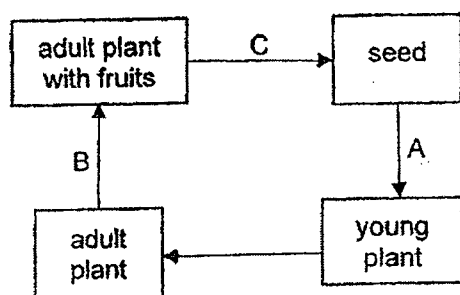 adult plant
with fruits
C
seed
B
A
adult
plant
young
plant